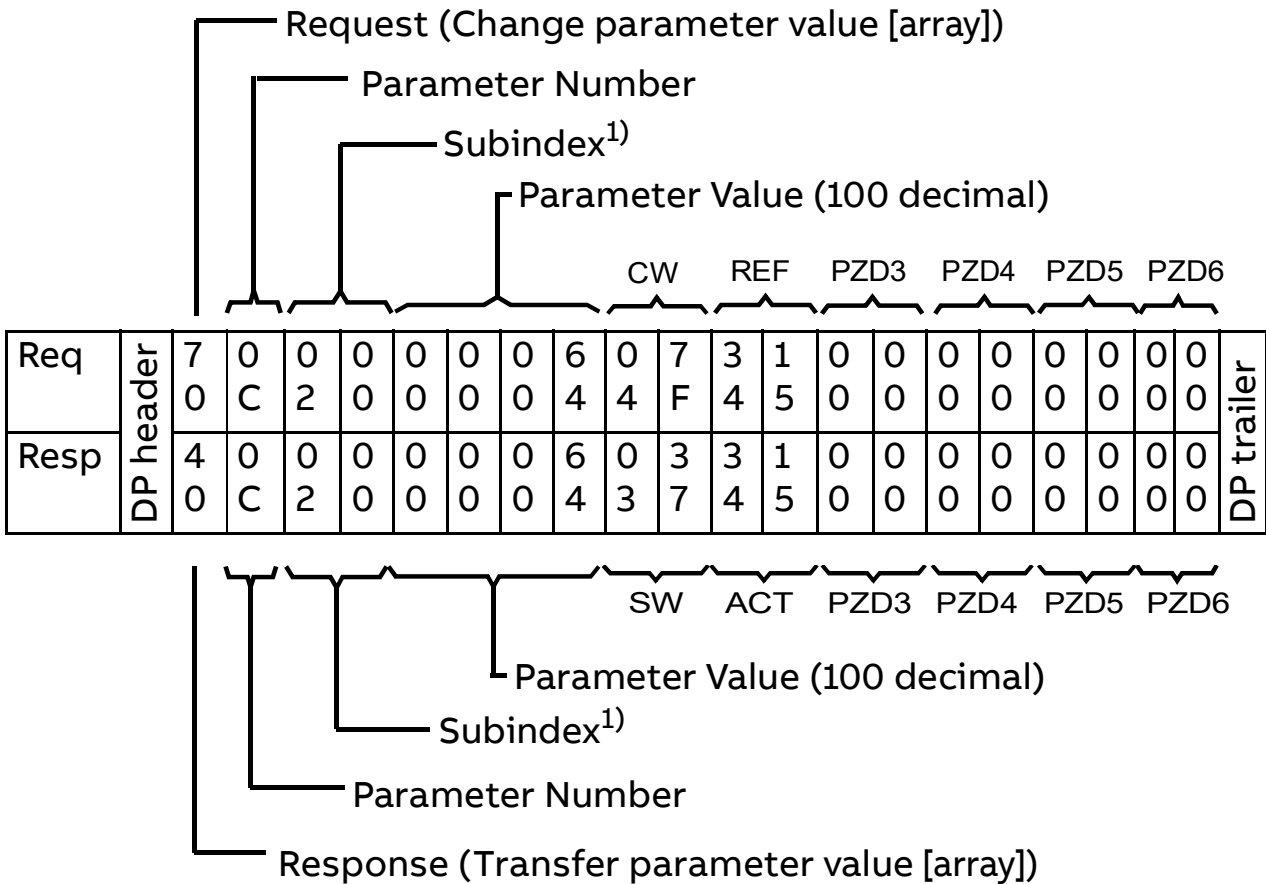 Request (Change parameter value [array])
Parameter Number
Subindex1)
Parameter Value (100 decimal)
CW REF PZD3 PZD4 PZD5 PZD6
Req DP header 7 0 0 0 0 0 0 6 0 7 3 1 0 0 0 0 0 0 0 0 DP trailer
0 C 2 0 0 0 0 4 4 F 4 5 0 0 0 0 0 0 0 0
Resp 4 0 0 0 0 0 0 6 0 3 3 1 0 0 0 0 0 0 0 0
0 C 2 0 0 0 0 4 3 7 4 5 0 0 0 0 0 0 0 0
SW ACT PZD3 PZD4 PZD5 PZD6
Parameter Value (100 decimal)
Subindex1)
Parameter Number
Response (Transfer parameter value [array])